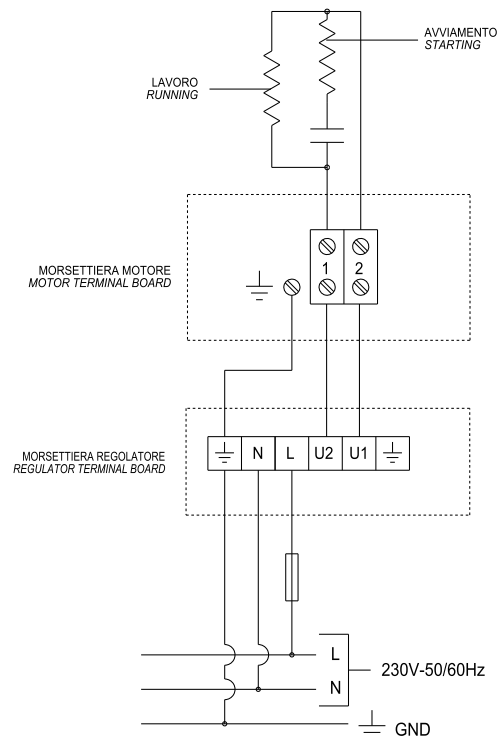 AVVIAMENTO
STARTING
LAVORO
RUNNING
1 2
MORSETTIERA MOTORE
MOTOR TERMINAL BOARD
MORSETTIERA REGOLATORE
REGULATOR TERMINAL BOARD
N L U2 U1
L
230V-50/60Hz
N
GND